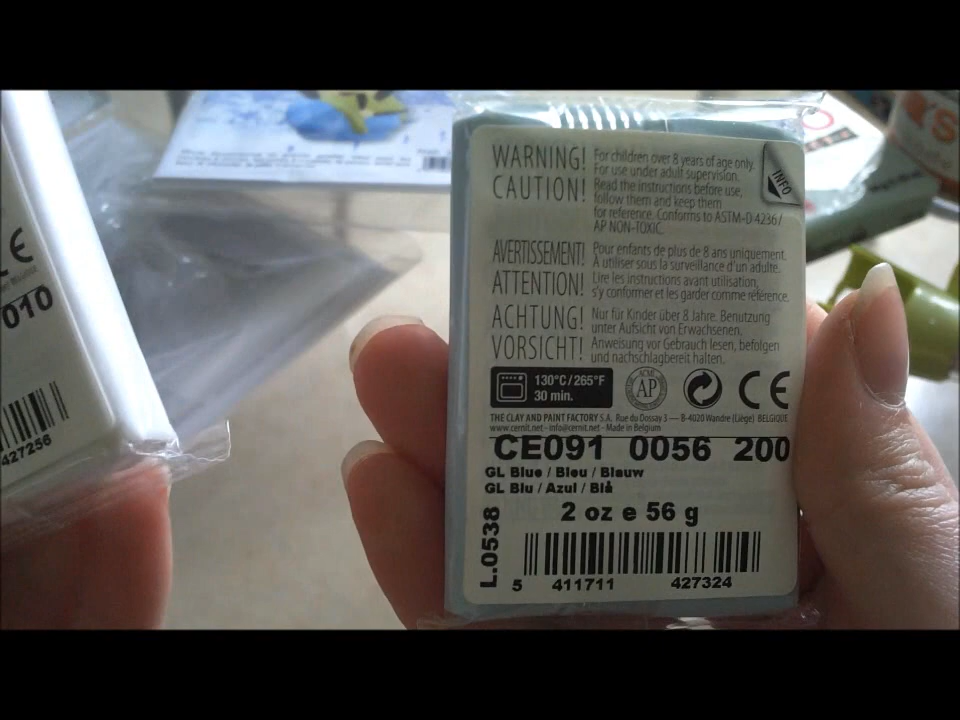 WARNING! For children over 8 years of age only.
For use under adult supervision.
CAUTION! Read the instructions before use,
follow them and keep them
for reference. Conforms to ASTM-D 4236/
AP NON-TOXIC.
INFO
AVERTISSEMENT! Pour enfants de plus de 8 ans uniquement.
A utiliser sous la surveillance d'un adulte.
ATTENTION! Lire les instructions avant utilisation,
s'y conformer et les garder comme référence.
ACHTUNG! Nur für Kinder über 8 Jahre. Benutzung
unter Aufsicht von Erwachsenen.
VORSICHT! Anweisung vor Gebrauch lesen, befolgen
und nachschlagbereit halten.
130°C/265°F
30 min.
ACMI
AP
CE
THE CLAY AND PAINT FACTORY S.A. Rue du Dossay 3 — B-4020 Wandre (Liège) BELGIQUE
www.cernit.net - info@cernit.net - Made in Belgium
CE091 0056 200
GL Blue / Bleu / Blauw
GL Blu / Azul / Blå
2 oz e 56 g
L.0538
5 411711 427324
CE
010
427256